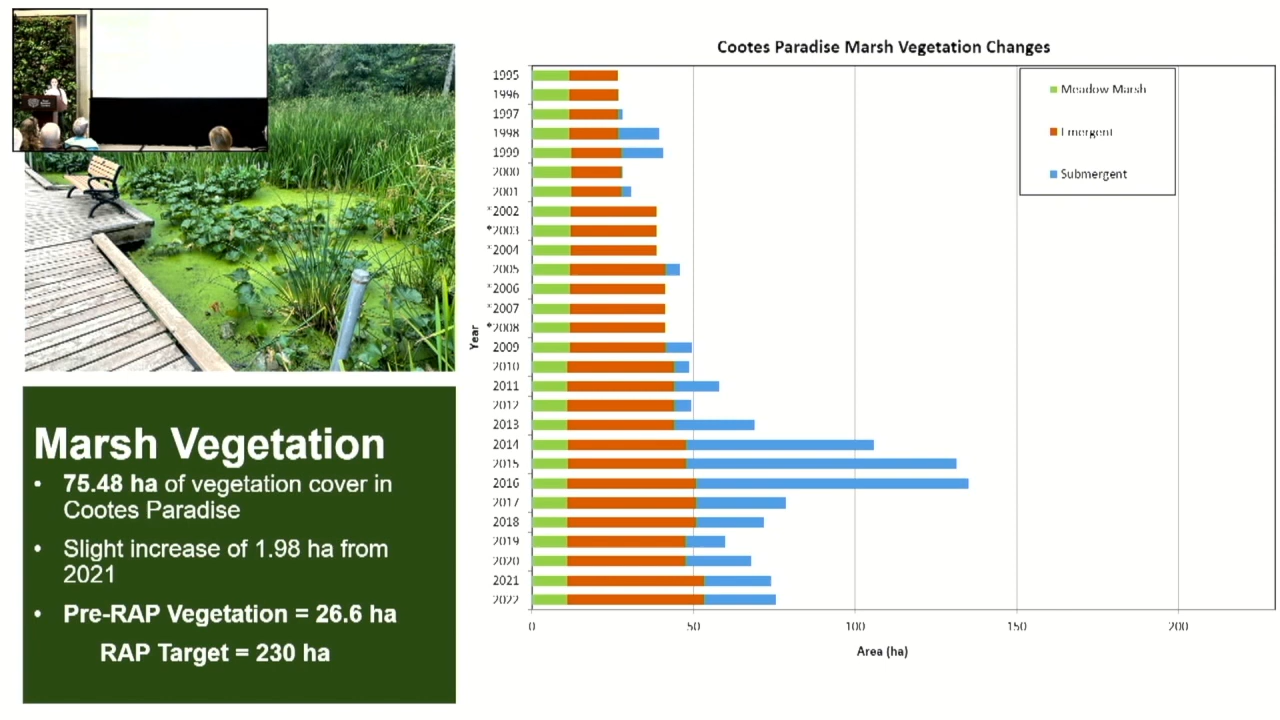 Cootes Paradise Marsh Vegetation Changes
Meadow Marsh
Emergent
Submergent
Year
1995
1996
1997
1998
1999
2000
2001
*2002
*2003
*2004
2005
*2006
*2007
*2008
2009
2010
2011
2012
2013
2014
2015
2016
2017
2018
2019
2020
2021
2022
0 50 100 150 200
Area (ha)
Marsh Vegetation
• 75.48 ha of vegetation cover in
Cootes Paradise
• Slight increase of 1.98 ha from
2021
• Pre-RAP Vegetation = 26.6 ha
RAP Target = 230 ha